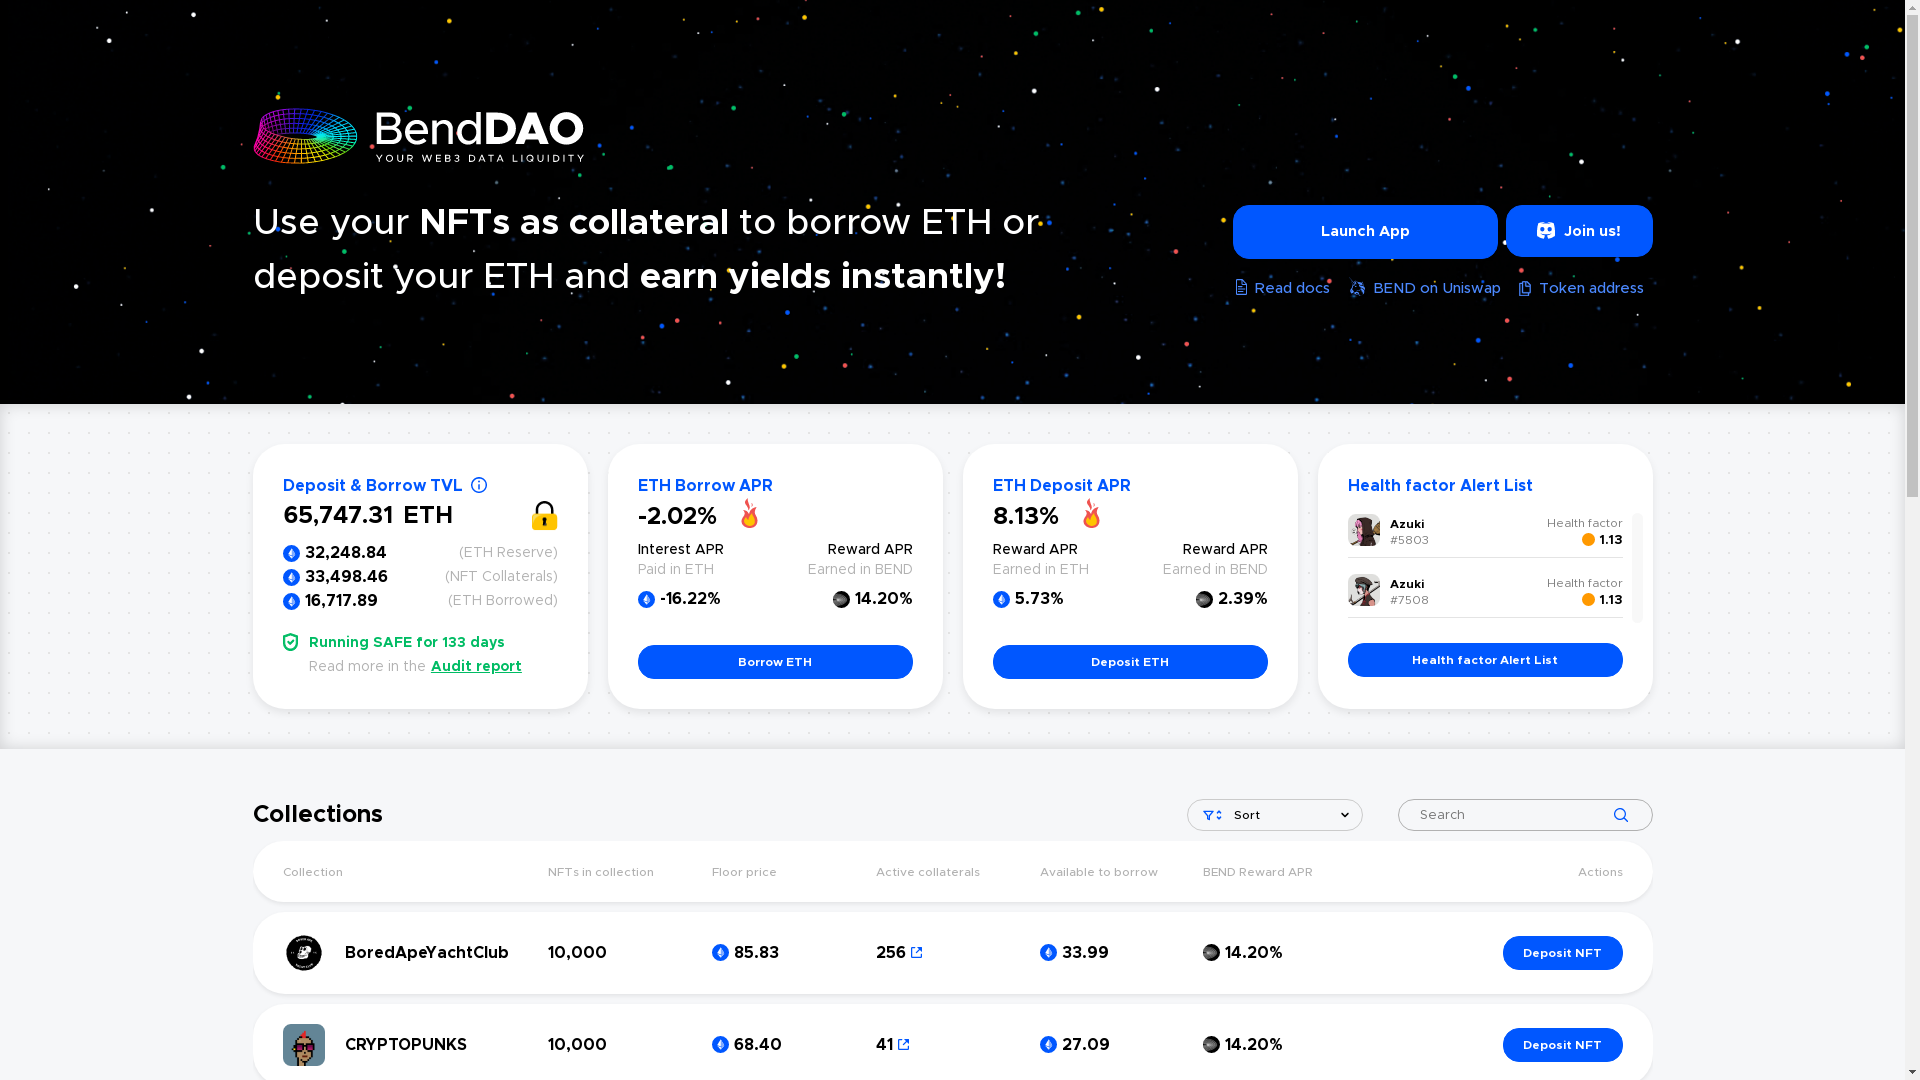 BendDAO
YOUR WEB3 DATA LIQUIDITY
Use your NFTs as collateral to borrow ETH or
deposit your ETH and earn yields instantly!
Launch App
Join us!
Read docs
BEND on Uniswap
Token address
Deposit & Borrow TVL
65,747.31 ETH
32,248.84 (ETH Reserve)
33,498.46 (NFT Collaterals)
16,717.89 (ETH Borrowed)
Running SAFE for 133 days
Read more in the Audit report
ETH Borrow APR
-2.02%
Interest APR Reward APR
Paid in ETH Earned in BEND
-16.22% 14.20%
Borrow ETH
ETH Deposit APR
8.13%
Reward APR Reward APR
Earned in ETH Earned in BEND
5.73% 2.39%
Deposit ETH
Health factor Alert List
Azuki Health factor
#5803 1.13
Azuki Health factor
#7508 1.13
Health factor Alert List
Collections
Sort
Search
Collection NFTs in collection Floor price Active collaterals Available to borrow BEND Reward APR Actions
BoredApeYachtClub 10,000 85.83 256 33.99 14.20% Deposit NFT
CRYPTOPUNKS 10,000 68.40 41 27.09 14.20% Deposit NFT